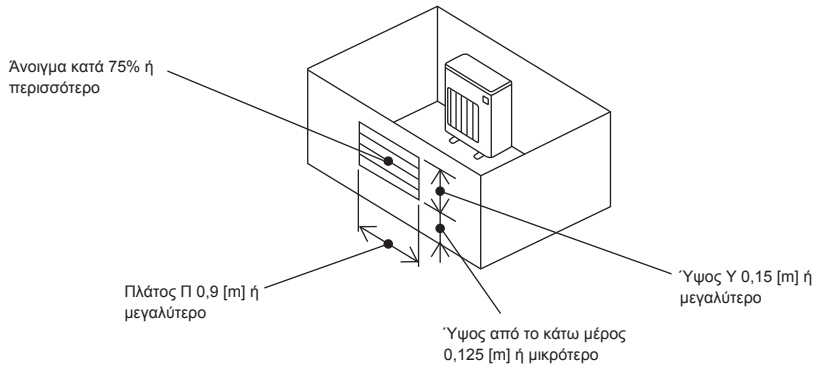 Άνοιγμα κατά 75% ή
περισσότερο
Πλάτος Π 0,9 [m] ή
μεγαλύτερο
Ύψος από το κάτω μέρος
0,125 [m] ή μικρότερο
Ύψος Υ 0,15 [m] ή
μεγαλύτερο